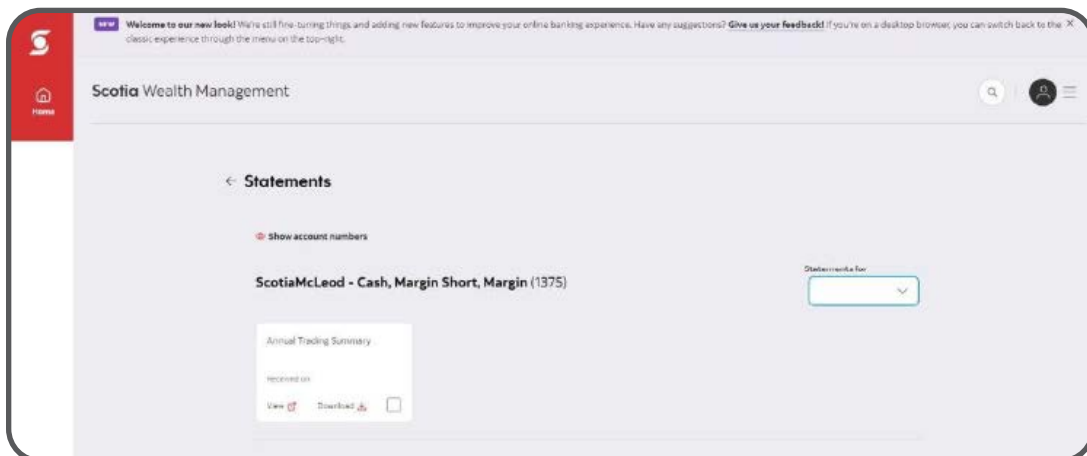 NEW Welcome to our new look! We're still fine-turning things and adding new features to improve your online banking experience. Have any suggestions? Give us your feedback! If you're on a desktop browser, you can switch back to the
classic experience through the menu on the top-right.
Home
Scotia Wealth Management
Statements
Show account numbers
ScotiaMcLeod - Cash, Margin Short, Margin (1375)
Statements for
Annual Trading Summary
received on
View Download